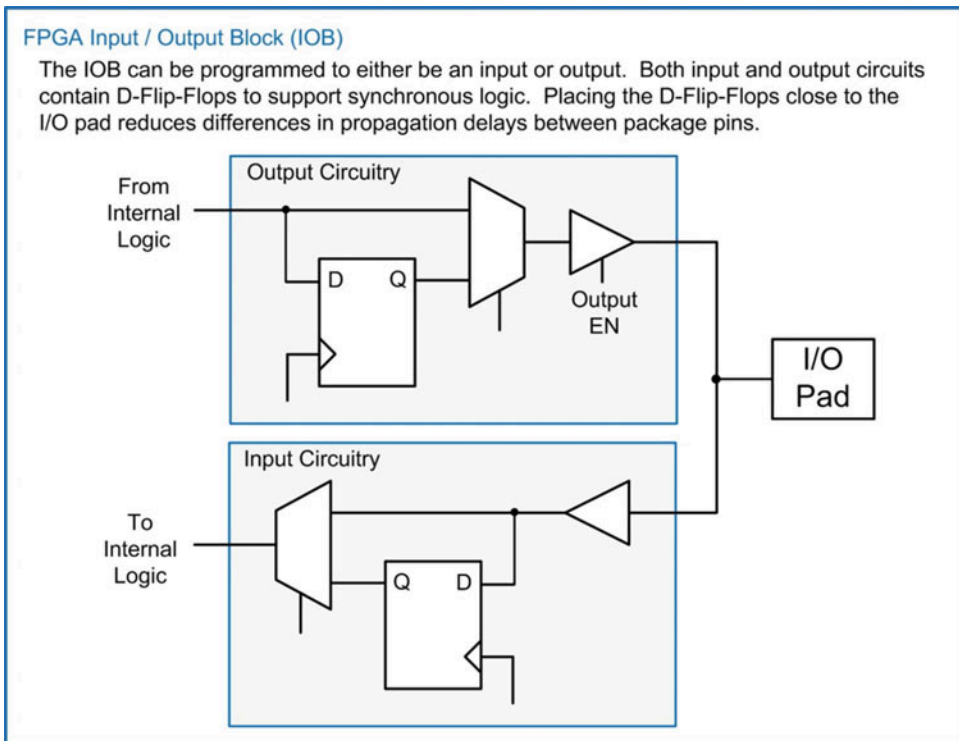 FPGA Input / Output Block (IOB)
The IOB can be programmed to either be an input or output. Both input and output circuits
contain D-Flip-Flops to support synchronous logic. Placing the D-Flip-Flops close to the
I/O pad reduces differences in propagation delays between package pins.
Output Circuitry
From
Internal
Logic
D Q
Output
EN
I/O
Pad
Input Circuitry
To
Internal
Logic
Q D